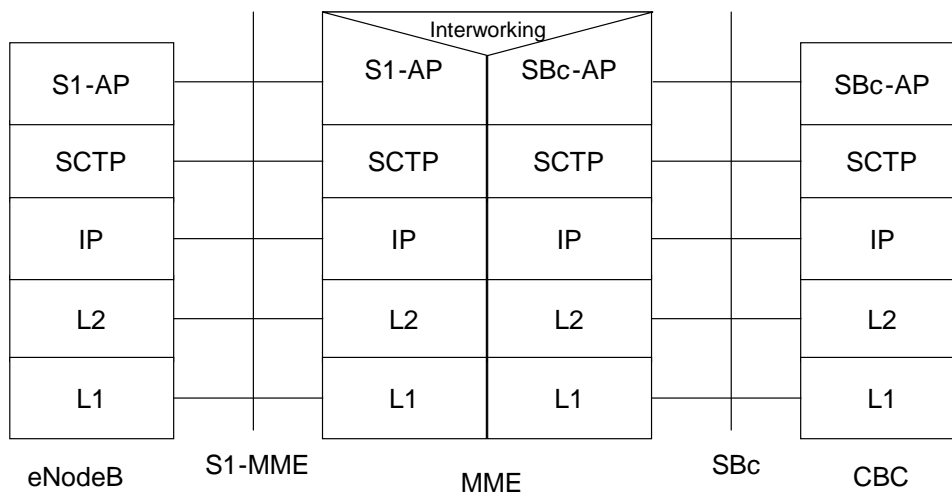 Interworking
S1-AP
S1-AP
SBc-AP
SBc-AP
SCTP
SCTP
SCTP
SCTP
IP
IP
IP
IP
L2
L2
L2
L2
L1
L1
L1
L1
eNodeB
S1-MME
MME
SBc
CBC